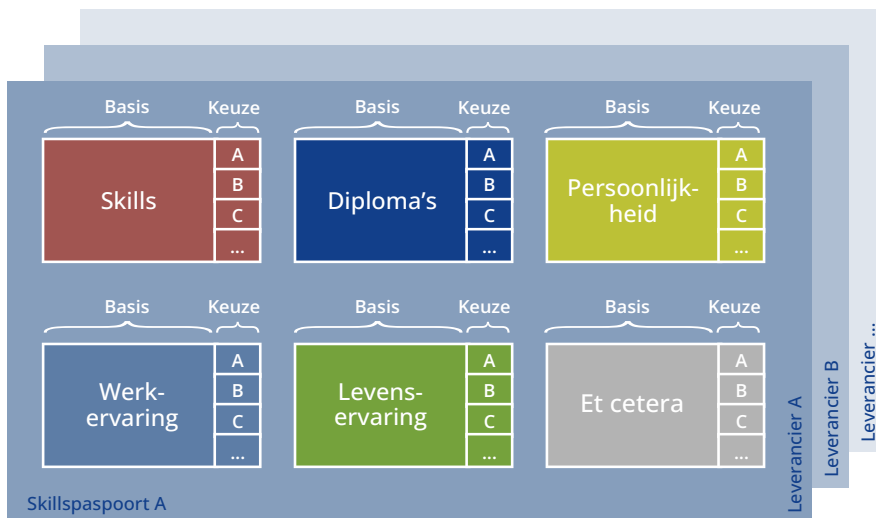 Basis Keuze Basis Keuze Basis Keuze
Skills
A
B
C
...
Diploma's
A
B
C
...
Persoonlijk-
heid
A
B
C
...
Basis Keuze Basis Keuze Basis Keuze
Werk-
ervaring
A
B
C
...
Levens-
ervaring
A
B
C
...
Et cetera
A
B
C
...
Skillspaspoort A
Leverancier A
Leverancier B
Leverancier ...